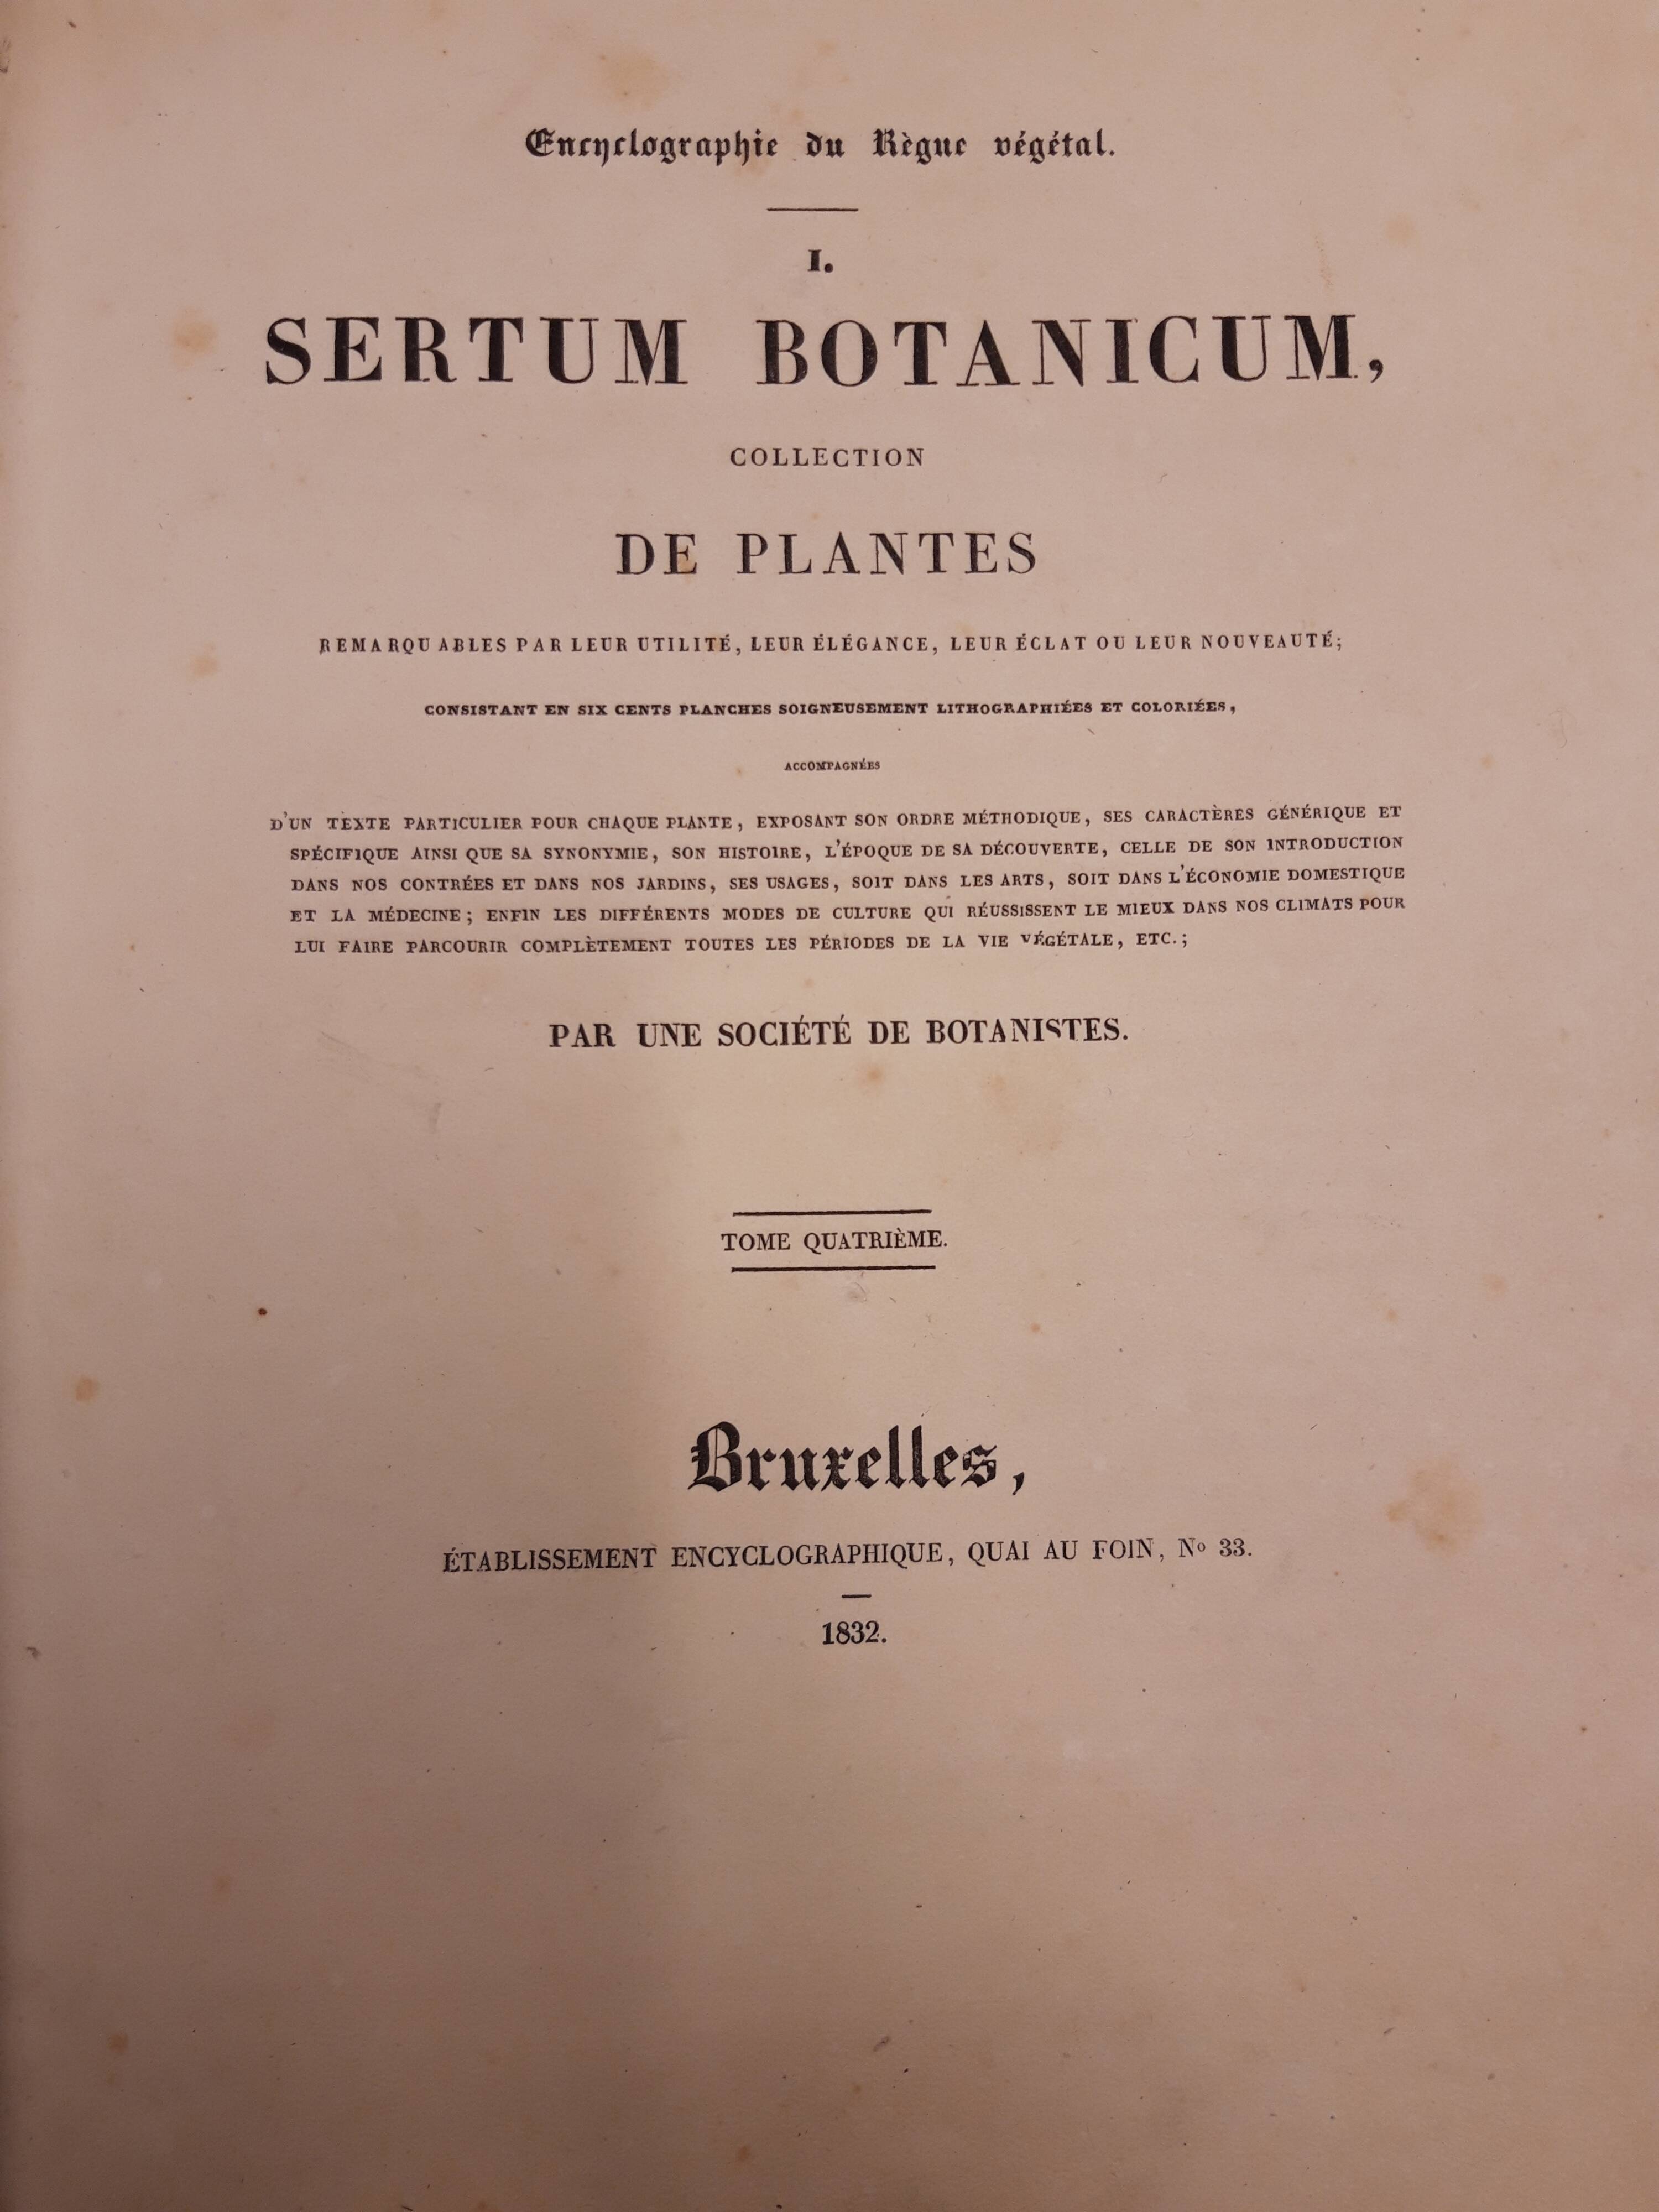 Encyclographie du Règne végétal.
I.
SERTUM BOTANICUM,
COLLECTION
DE PLANTES
REMARQUABLES PAR LEUR UTILITÉ, LEUR ÉLÉGANCE, LEUR ÉCLAT OU LEUR NOUVEAUTÉ;
CONSISTANT EN SIX CENTS PLANCHES SOIGNEUSEMENT LITHOGRAPHIÉES ET COLORIÉES,
ACCOMPAGNÉES
D'UN TEXTE PARTICULIER POUR CHAQUE PLANTE, EXPOSANT SON ORDRE MÉTHODIQUE, SES CARACTÈRES GÉNÉRIQUE ET
SPÉCIFIQUE AINSI QUE SA SYNONYMIE, SON HISTOIRE, L'ÉPOQUE DE SA DÉCOUVERTE, CELLE DE SON INTRODUCTION
DANS NOS CONTRÉES ET DANS NOS JARDINS, SES USAGES, SOIT DANS LES ARTS, SOIT DANS L'ÉCONOMIE DOMESTIQUE
ET LA MÉDECINE; ENFIN LES DIFFÉRENTS MODES DE CULTURE QUI RÉUSSISSENT LE MIEUX DANS NOS CLIMATS POUR
LUI FAIRE PARCOURIR COMPLÈTEMENT TOUTES LES PÉRIODES DE LA VIE VÉGÉTALE, ETC.;
PAR UNE SOCIÉTÉ DE BOTANISTES.
TOME QUATRIÈME.
Bruxelles,
ÉTABLISSEMENT ENCYCLOGRAPHIQUE, QUAI AU FOIN, Nº 33.
1832.